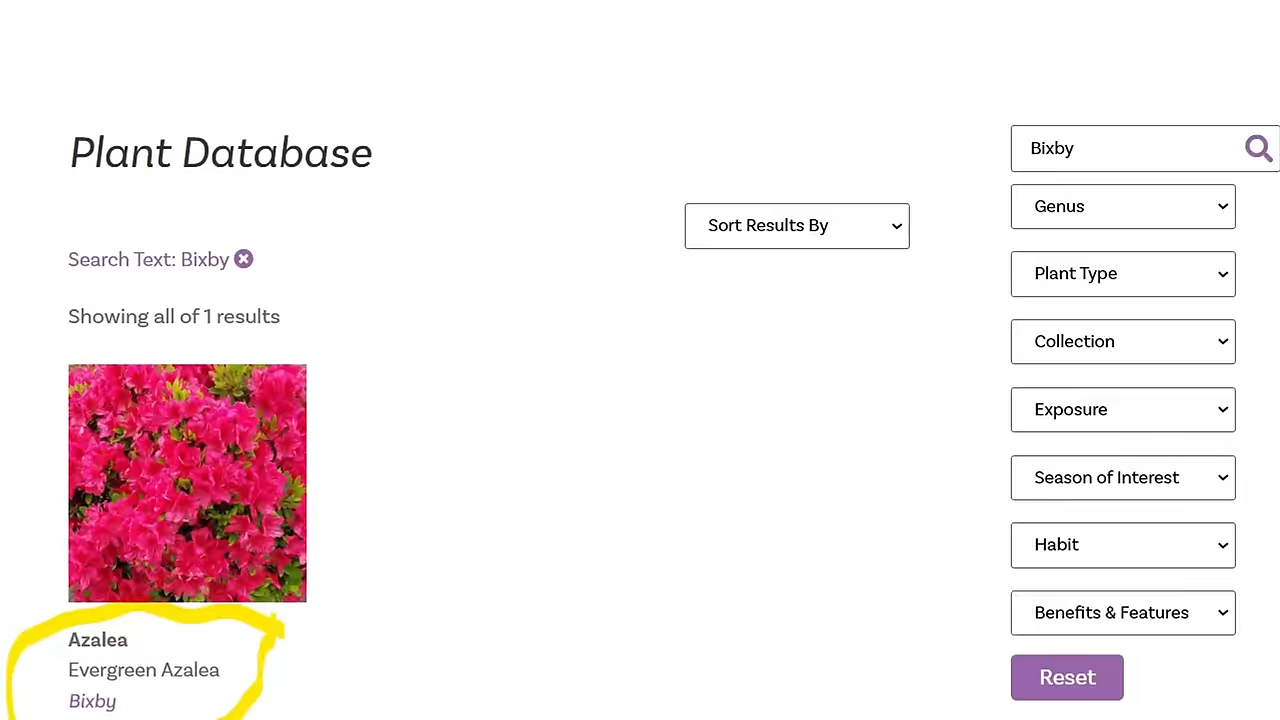 Plant Database
Bixby
Genus
Sort Results By
Search Text: Bixby
Plant Type
Showing all of 1 results
Collection
Exposure
Season of Interest
Habit
Benefits & Features
Azalea
Evergreen Azalea
Bixby
Reset